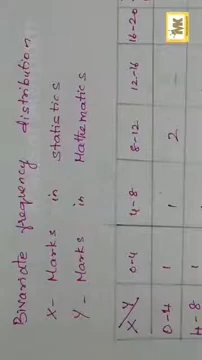 Bivariate frequency distribution
X - Marks in statistics
Y - Marks in Mathematics
X Y 0-4 4-8 8-12 12-16 16-20
0-4 1 1 2 -
4-8 1
MK